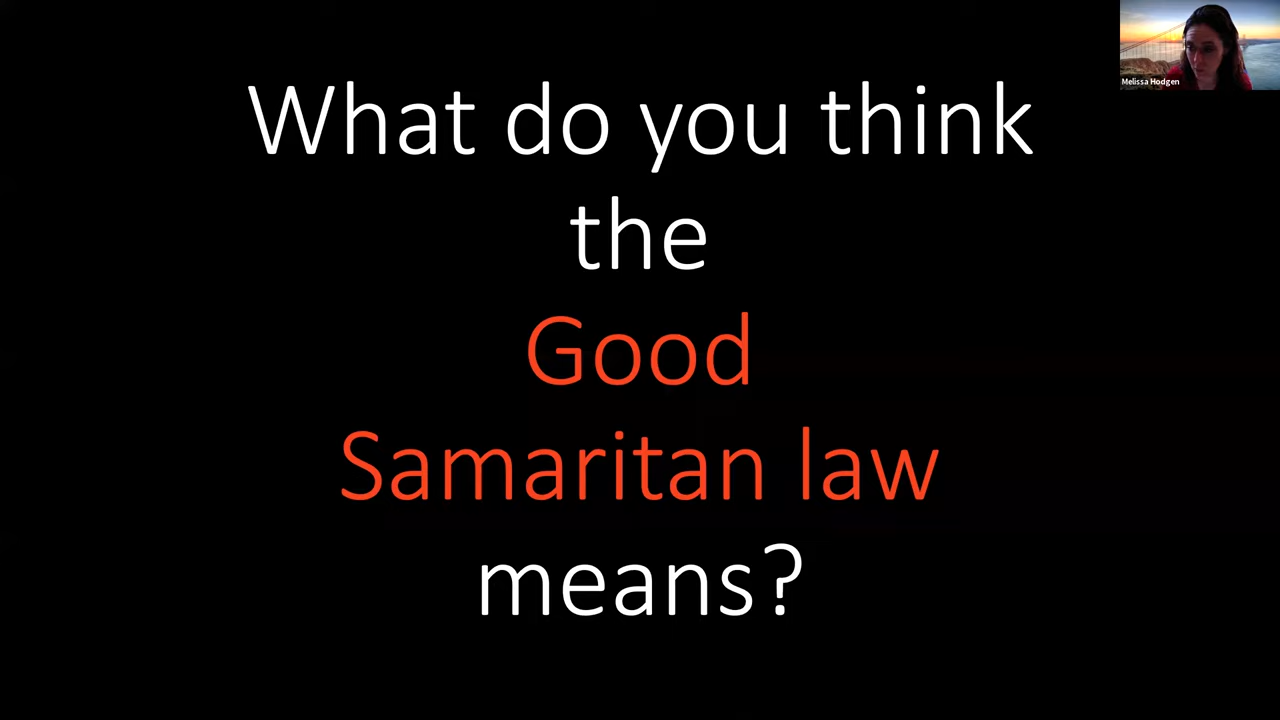 What do you think
the
Good
Samaritan law
means?
Melissa Hodgen